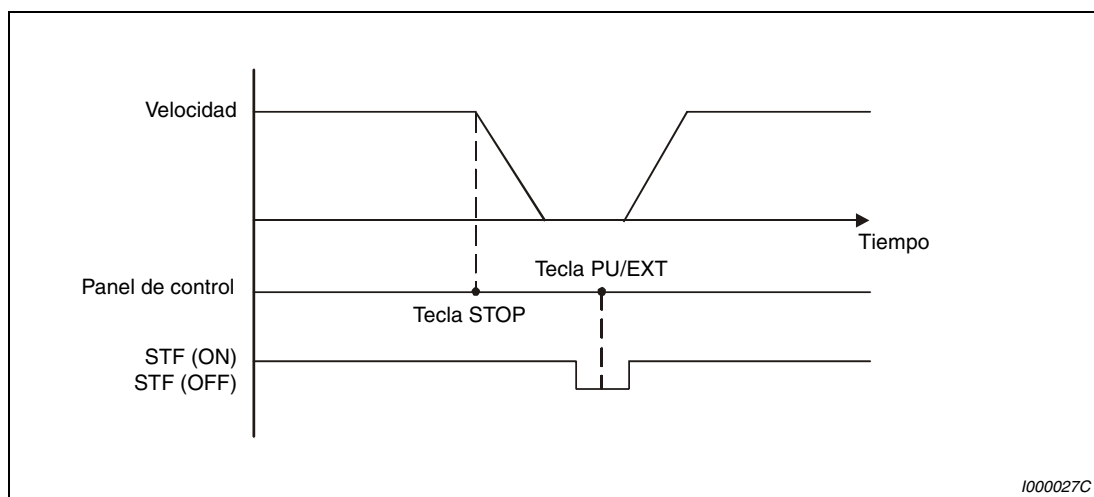 Velocidad
Tiempo
Tecla PU/EXT
Panel de control
Tecla STOP
STF (ON)
STF (OFF)
I000027C